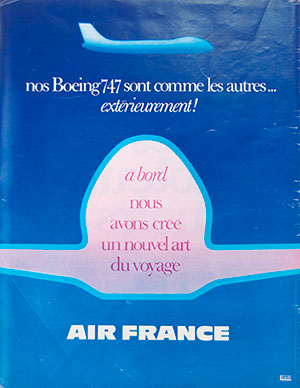 nos Boeing 747 sont comme les autres...
extérieurement!
à bord
nous
avons créé
un nouvel art
du voyage
AIR FRANCE